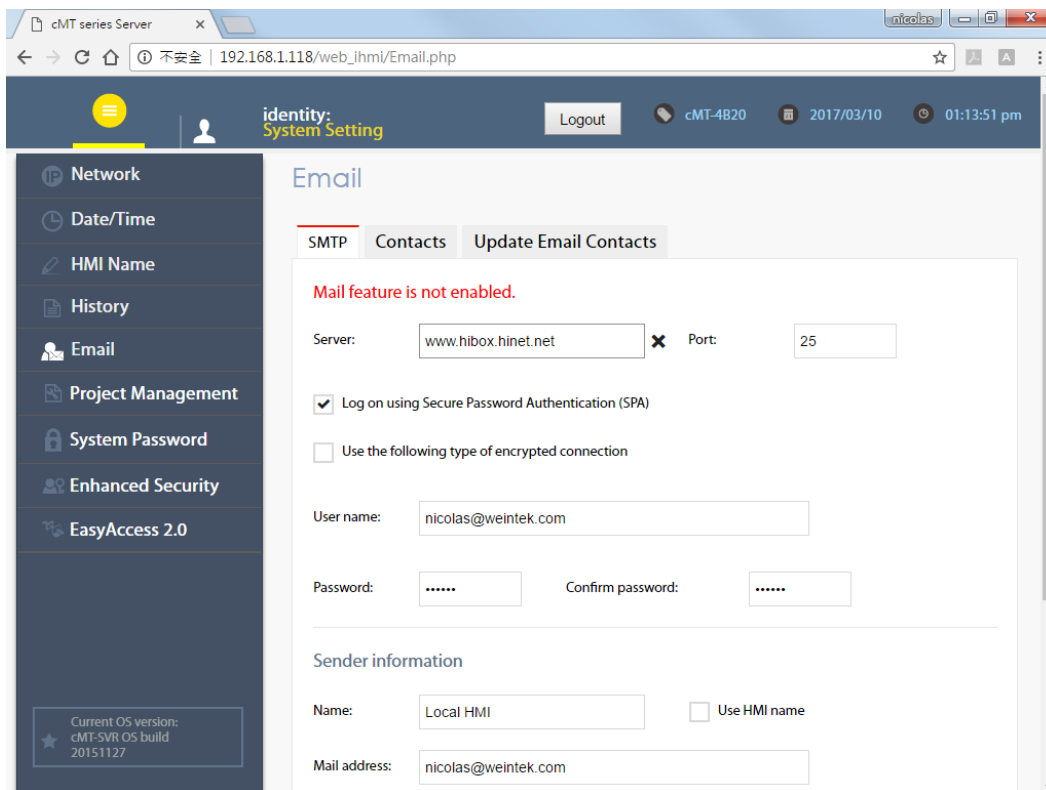 cMT series Server
nicolas
不安全 | 192.168.1.118/web_ihmi/Email.php
identity:
System Setting
Logout
cMT-4B20
2017/03/10
01:13:51 pm
IP Network
Date/Time
HMI Name
History
Email
Project Management
System Password
Enhanced Security
EasyAccess 2.0
Current OS version:
cMT-SVR OS build
20151127
Email
SMTP Contacts Update Email Contacts
Mail feature is not enabled.
Server: www.hibox.hinet.net Port: 25
Log on using Secure Password Authentication (SPA)
Use the following type of encrypted connection
User name: nicolas@weintek.com
Password: •••••• Confirm password: ••••••
Sender information
Name: Local HMI Use HMI name
Mail address: nicolas@weintek.com